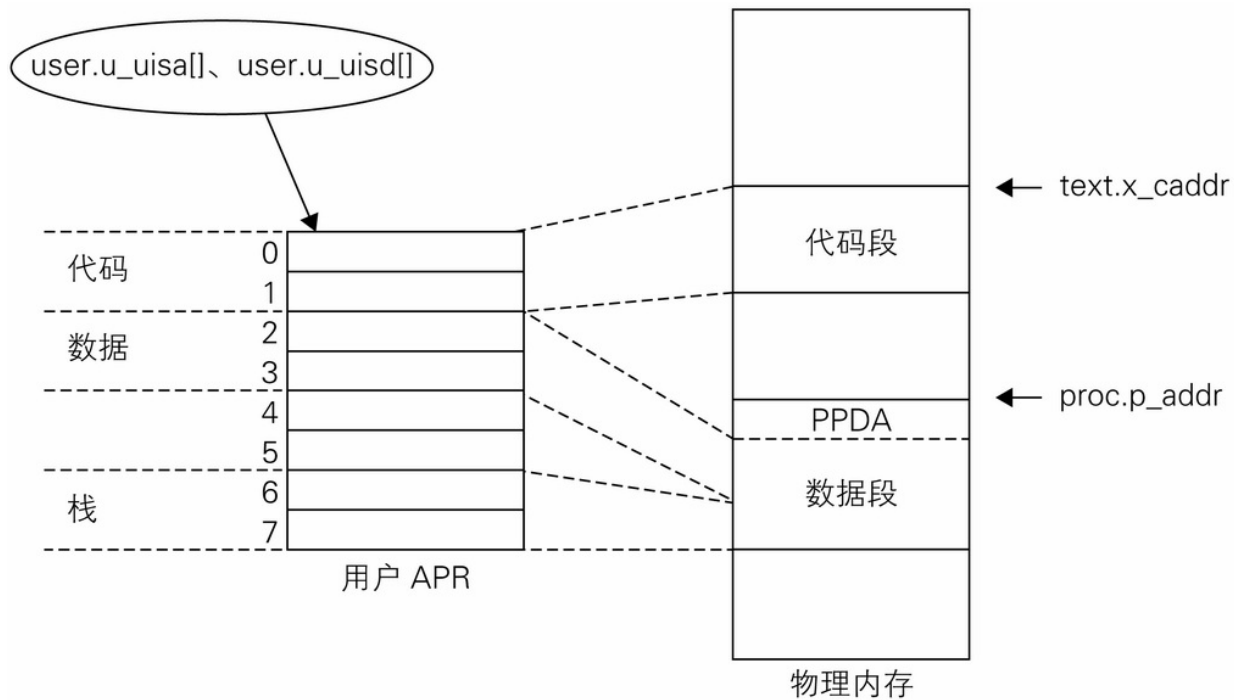 user.u_uisa[]、user.u_uisd[]
代码
数据
栈
0
1
2
3
4
5
6
7
用户 APR
代码段
PPDA
数据段
物理内存
text.x_caddr
proc.p_addr